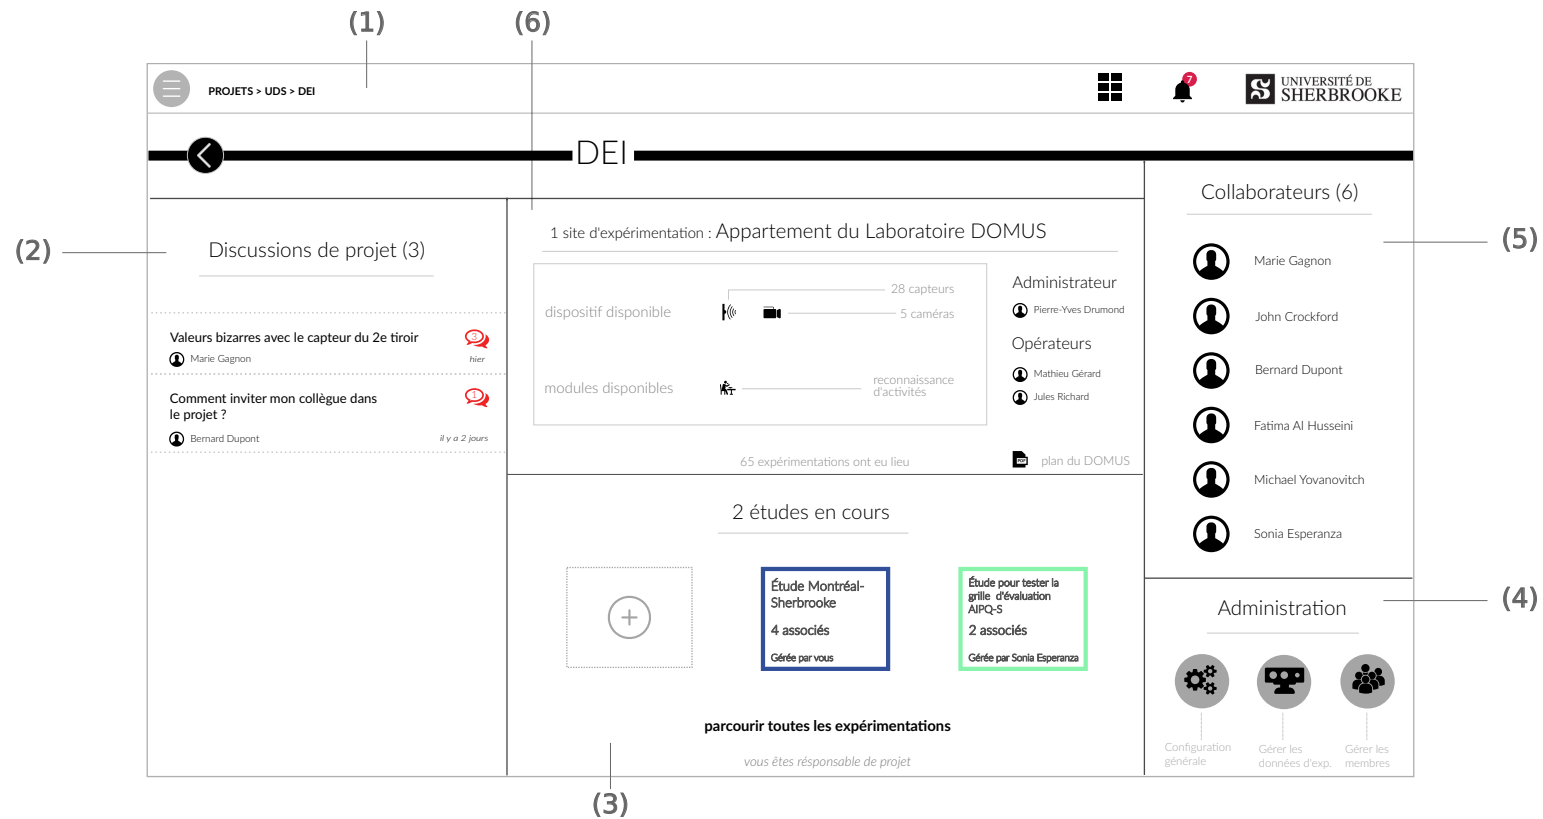 (1)
(6)
PROJETS > UDS > DEI
7
UNIVERSITÉ DE
SHERBROOKE
DEI
(2)
Discussions de projet (3)
Valeurs bizarres avec le capteur du 2e tiroir
3
Marie Gagnon
hier
Comment inviter mon collègue dans
le projet ?
1
Bernard Dupont
il y a 2 jours
1 site d'expérimentation : Appartement du Laboratoire DOMUS
dispositif disponible
28 capteurs
5 caméras
modules disponibles
reconnaissance
d'activités
65 expérimentations ont eu lieu
Administrateur
Pierre-Yves Drumond
Opérateurs
Mathieu Gérard
Jules Richard
PDF
plan du DOMUS
2 études en cours
Étude Montréal-
Sherbrooke
4 associés
Gérée par vous
Étude pour tester la
grille d'évaluation
AIPQ-S
2 associés
Gérée par Sonia Esperanza
parcourir toutes les expérimentations
vous êtes résponsable de projet
(3)
Collaborateurs (6)
(5)
Marie Gagnon
John Crockford
Bernard Dupont
Fatima Al Husseini
Michael Yovanovitch
Sonia Esperanza
(4)
Administration
Configuration
générale
Gérer les
données d'exp.
Gérer les
membres